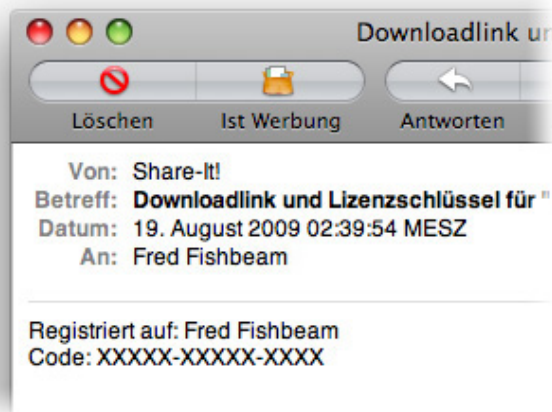 Downloadlink
Löschen Ist Werbung Antworten
Von: Share-It!
Betreff: Downloadlink und Lizenzschlüssel für "
Datum: 19. August 2009 02:39:54 MESZ
An: Fred Fishbeam
Registriert auf: Fred Fishbeam
Code: XXXXX-XXXXX-XXXX